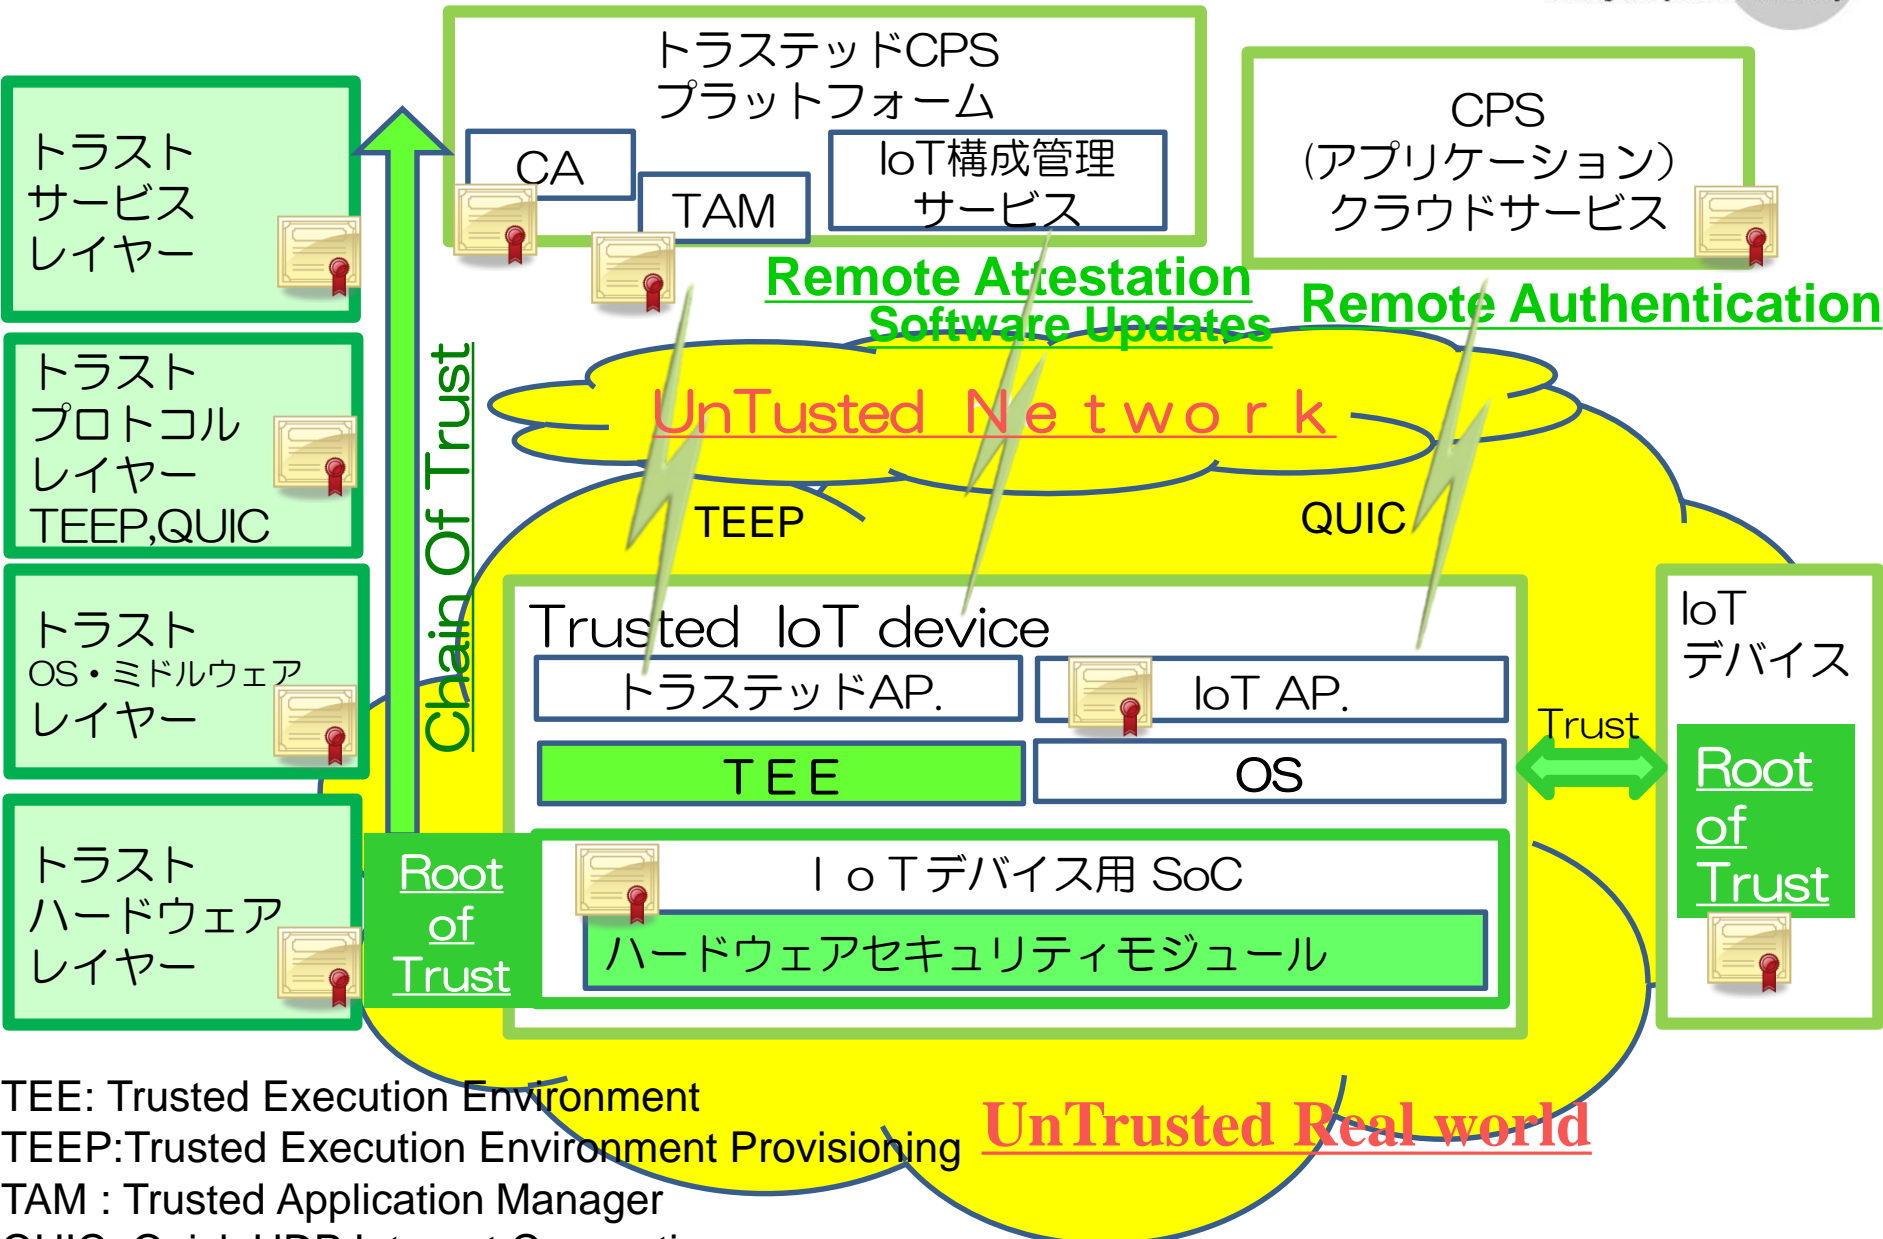 トラステッドCPS
プラットフォーム
CA
TAM
IoT構成管理
サービス
CPS
(アプリケーション)
クラウドサービス
トラスト
サービス
レイヤー
トラスト
プロトコル
レイヤー
TEEP,QUIC
トラスト
OS・ミドルウェア
レイヤー
トラスト
ハードウェア
レイヤー
Chain Of Trust
Remote Attestation
Software Updates
Remote Authentication
UnTusted Network
TEEP
QUIC
Trusted IoT device
トラステッドAP.
IoT AP.
TEE
OS
Root
of
Trust
IoTデバイス用 SoC
ハードウェアセキュリティモジュール
Trust
IoT
デバイス
Root
of
Trust
UnTrusted Real world
TEE: Trusted Execution Environment
TEEP:Trusted Execution Environment Provisioning
TAM : Trusted Application Manager